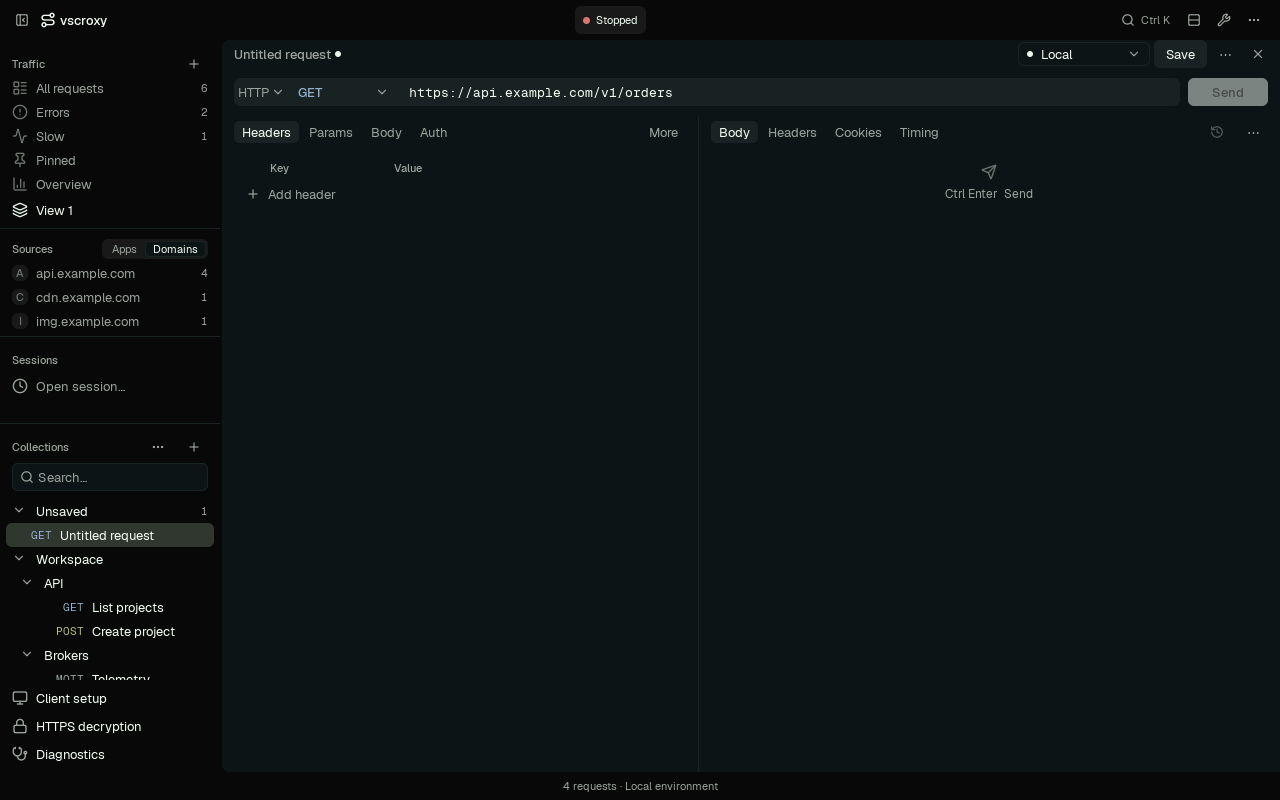 vscroxy
Stopped
Ctrl K
Traffic
All requests 6
Errors 2
Slow 1
Pinned
Overview
View 1
Sources Apps Domains
A api.example.com 4
C cdn.example.com 1
I img.example.com 1
Sessions
Open session...
Collections
Search...
Unsaved 1
GET Untitled request
Workspace
API
GET List projects
POST Create project
Brokers
MQTT Telemetry
Client setup
HTTPS decryption
Diagnostics
Untitled request
Local
Save
HTTP GET https://api.example.com/v1/orders Send
Headers Params Body Auth More
Key Value
Add header
Body Headers Cookies Timing
Ctrl Enter Send
4 requests · Local environment